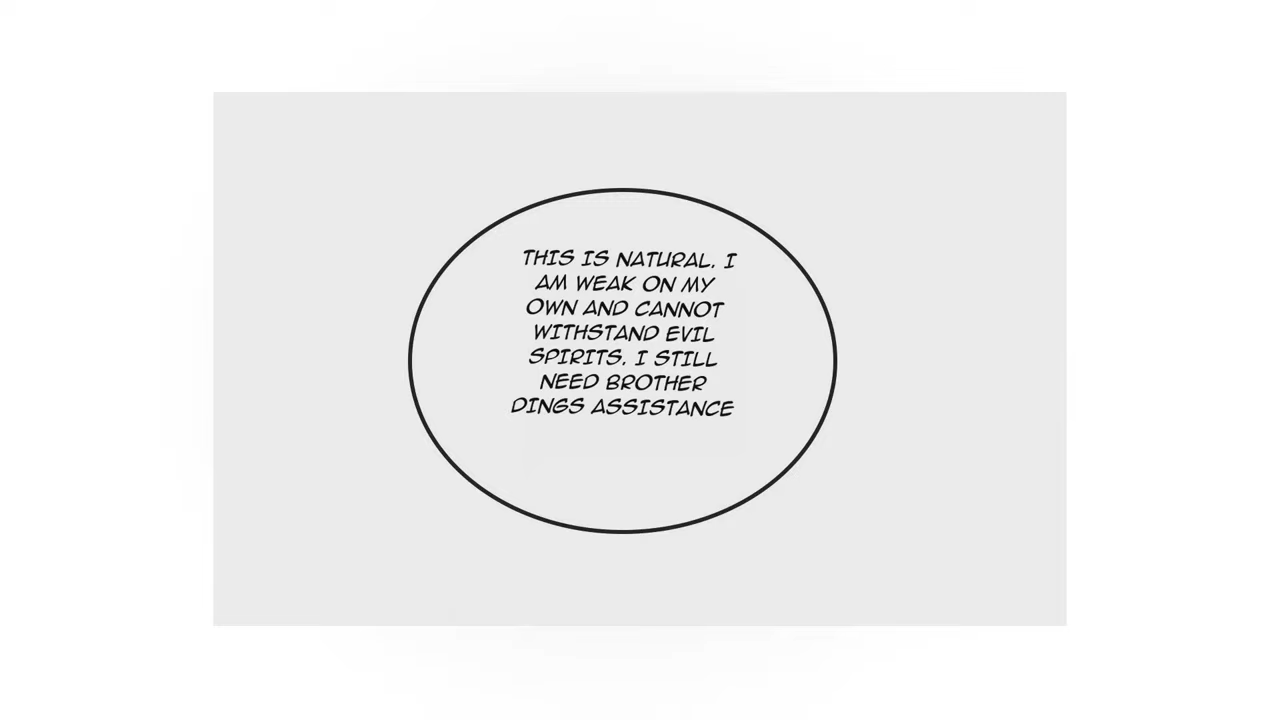 THIS IS NATURAL. I
AM WEAK ON MY
OWN AND CANNOT
WITHSTAND EVIL
SPIRITS. I STILL
NEED BROTHER
DINGS ASSISTANCE